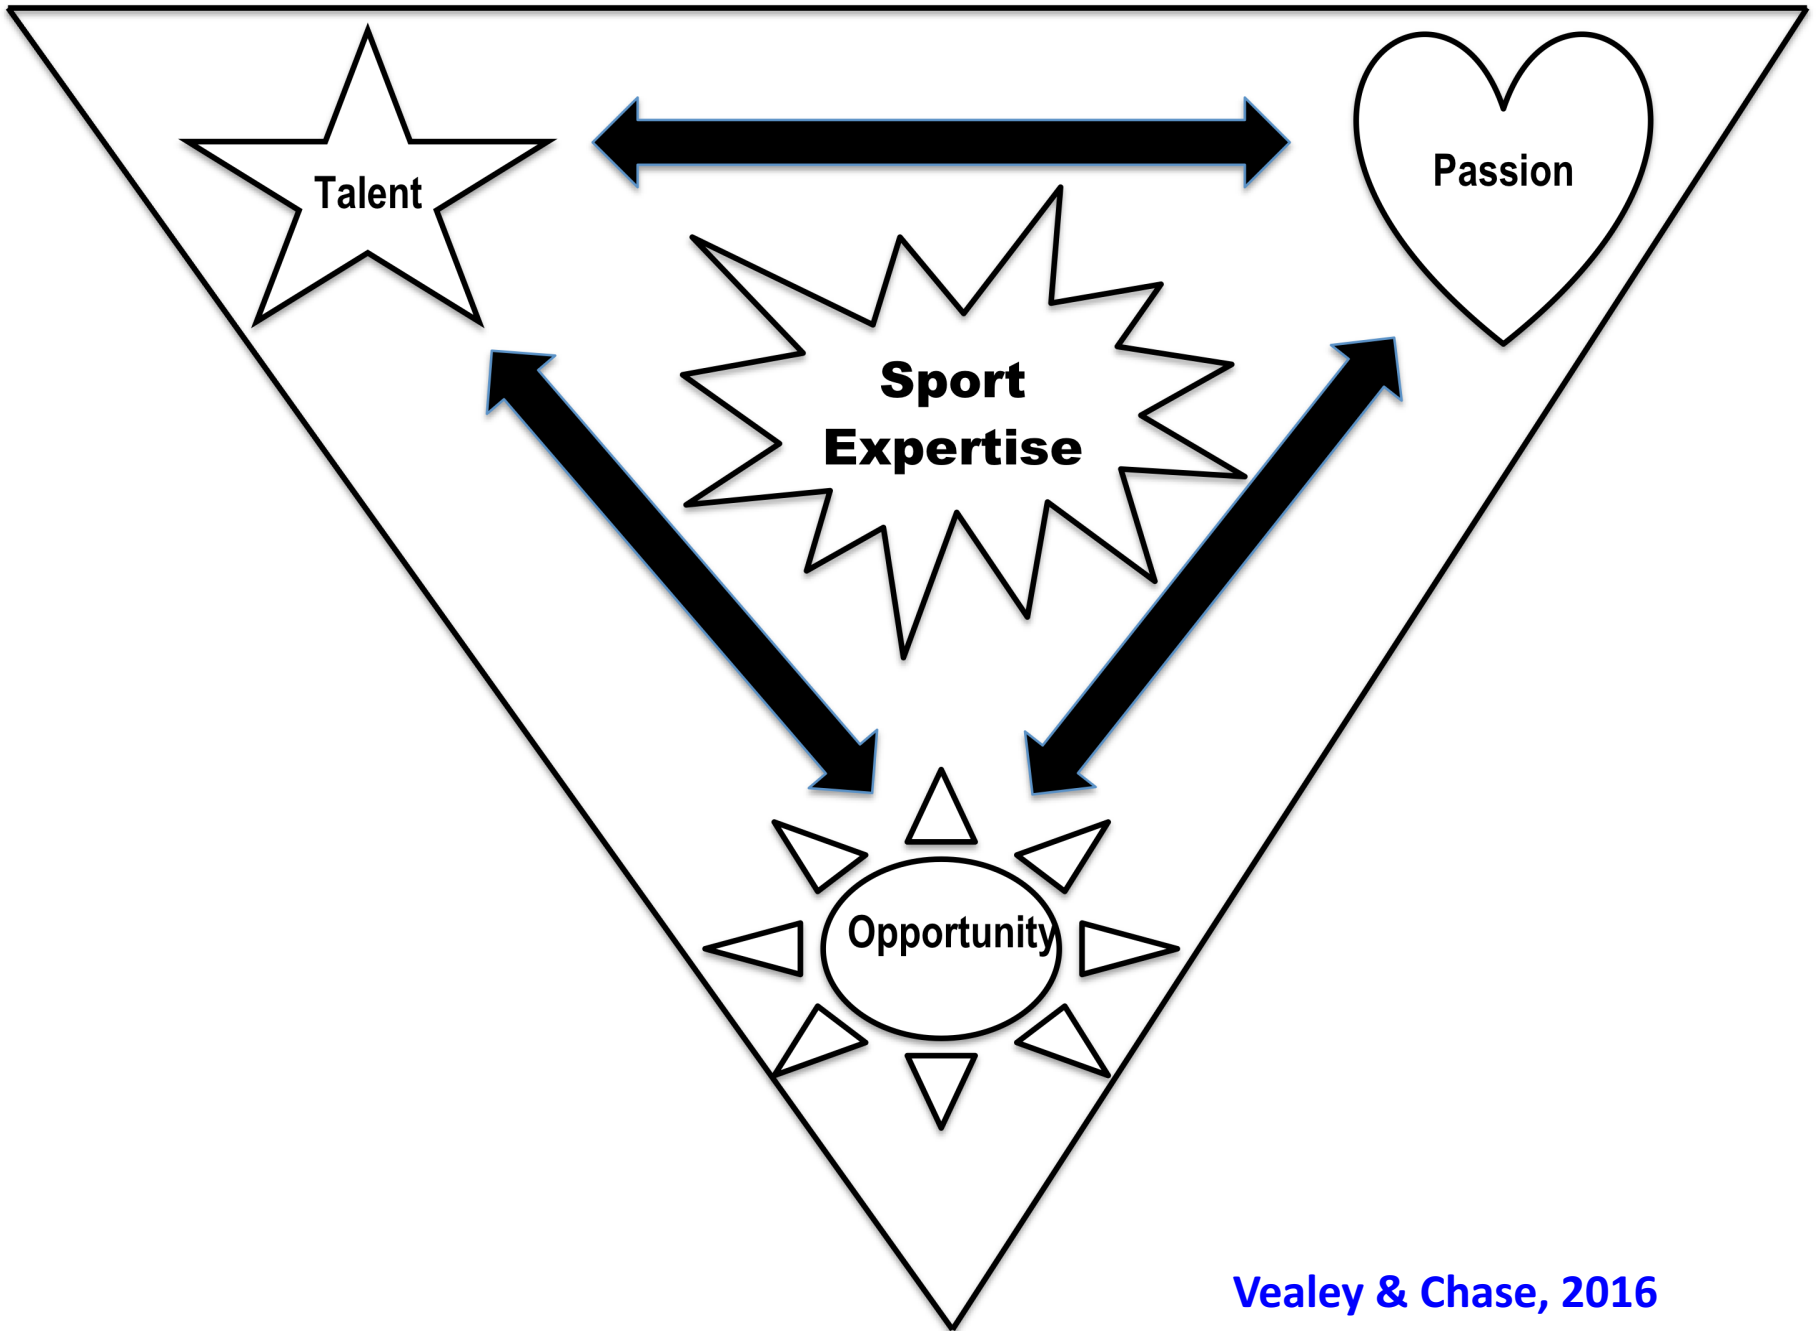 Talent
Passion
Sport
Expertise
Opportunity
Vealey & Chase, 2016